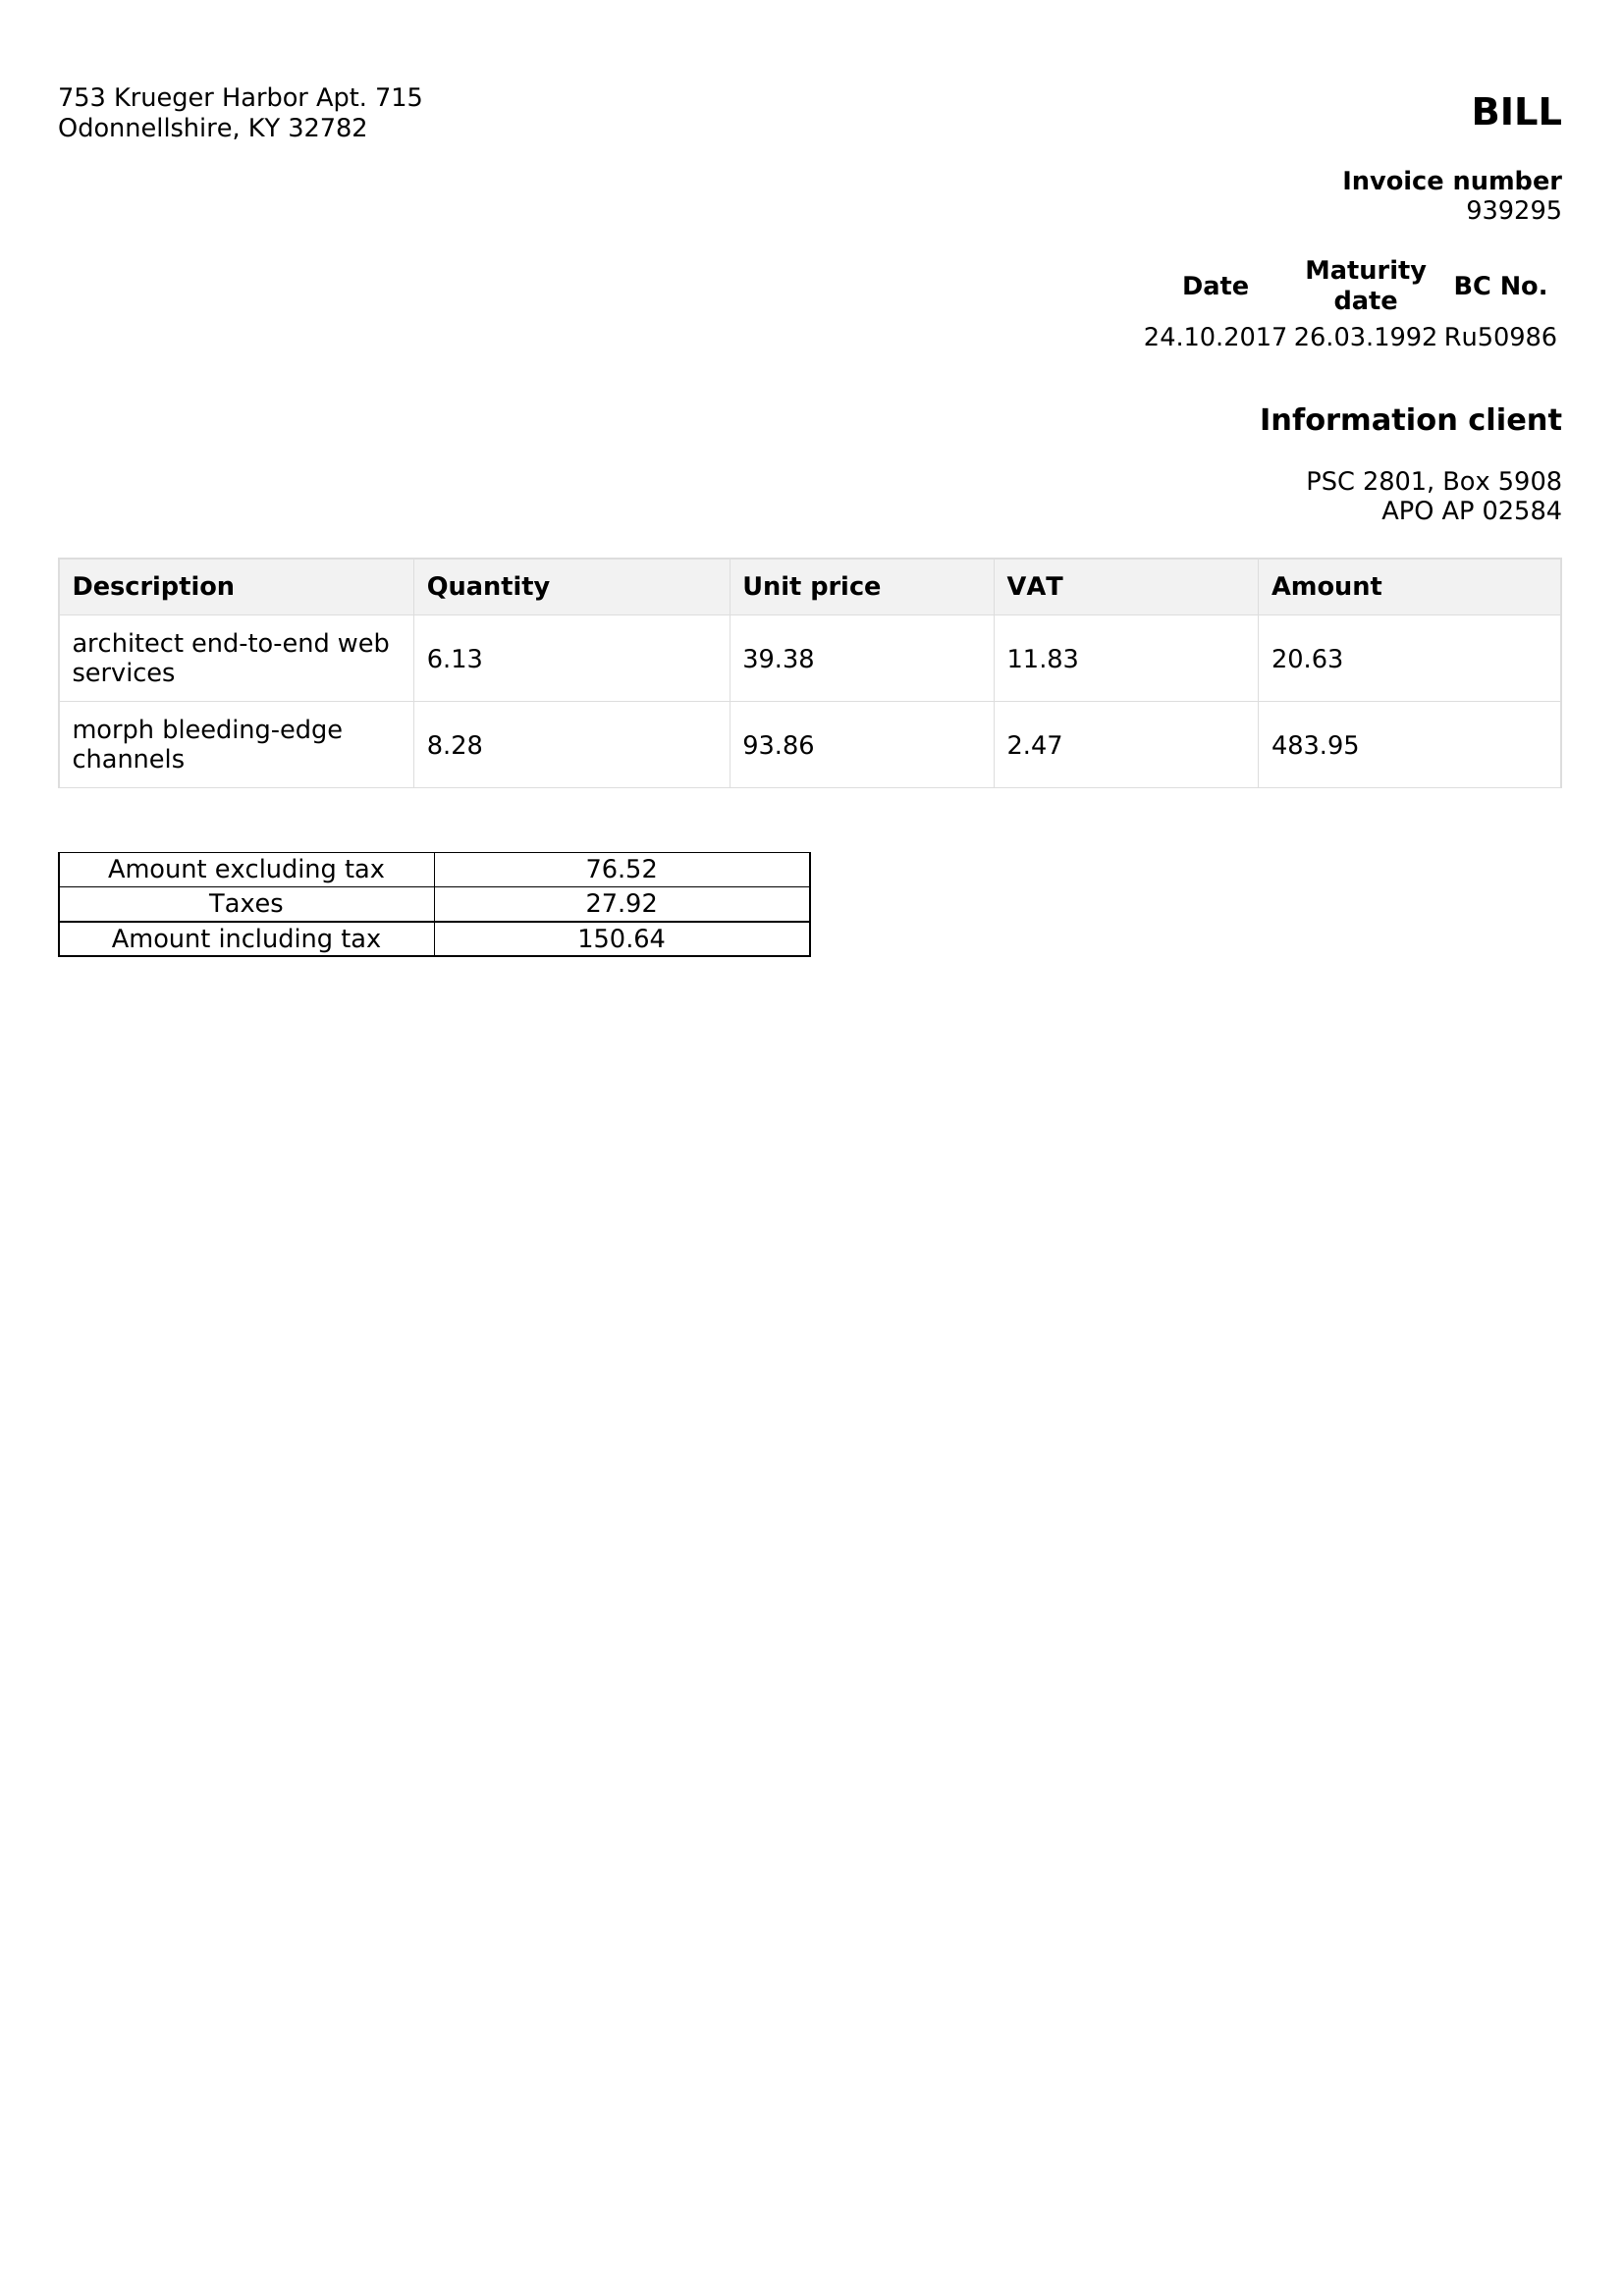 753 Krueger Harbor Apt. 715
Odonnellshire, KY 32782
BILL
Invoice number
939295
Date Maturity date BC No.
24.10.2017 26.03.1992 Ru50986
Information client
PSC 2801, Box 5908
APO AP 02584
Description Quantity Unit price VAT Amount
architect end-to-end web services 6.13 39.38 11.83 20.63
morph bleeding-edge channels 8.28 93.86 2.47 483.95
Amount excluding tax 76.52
Taxes 27.92
Amount including tax 150.64